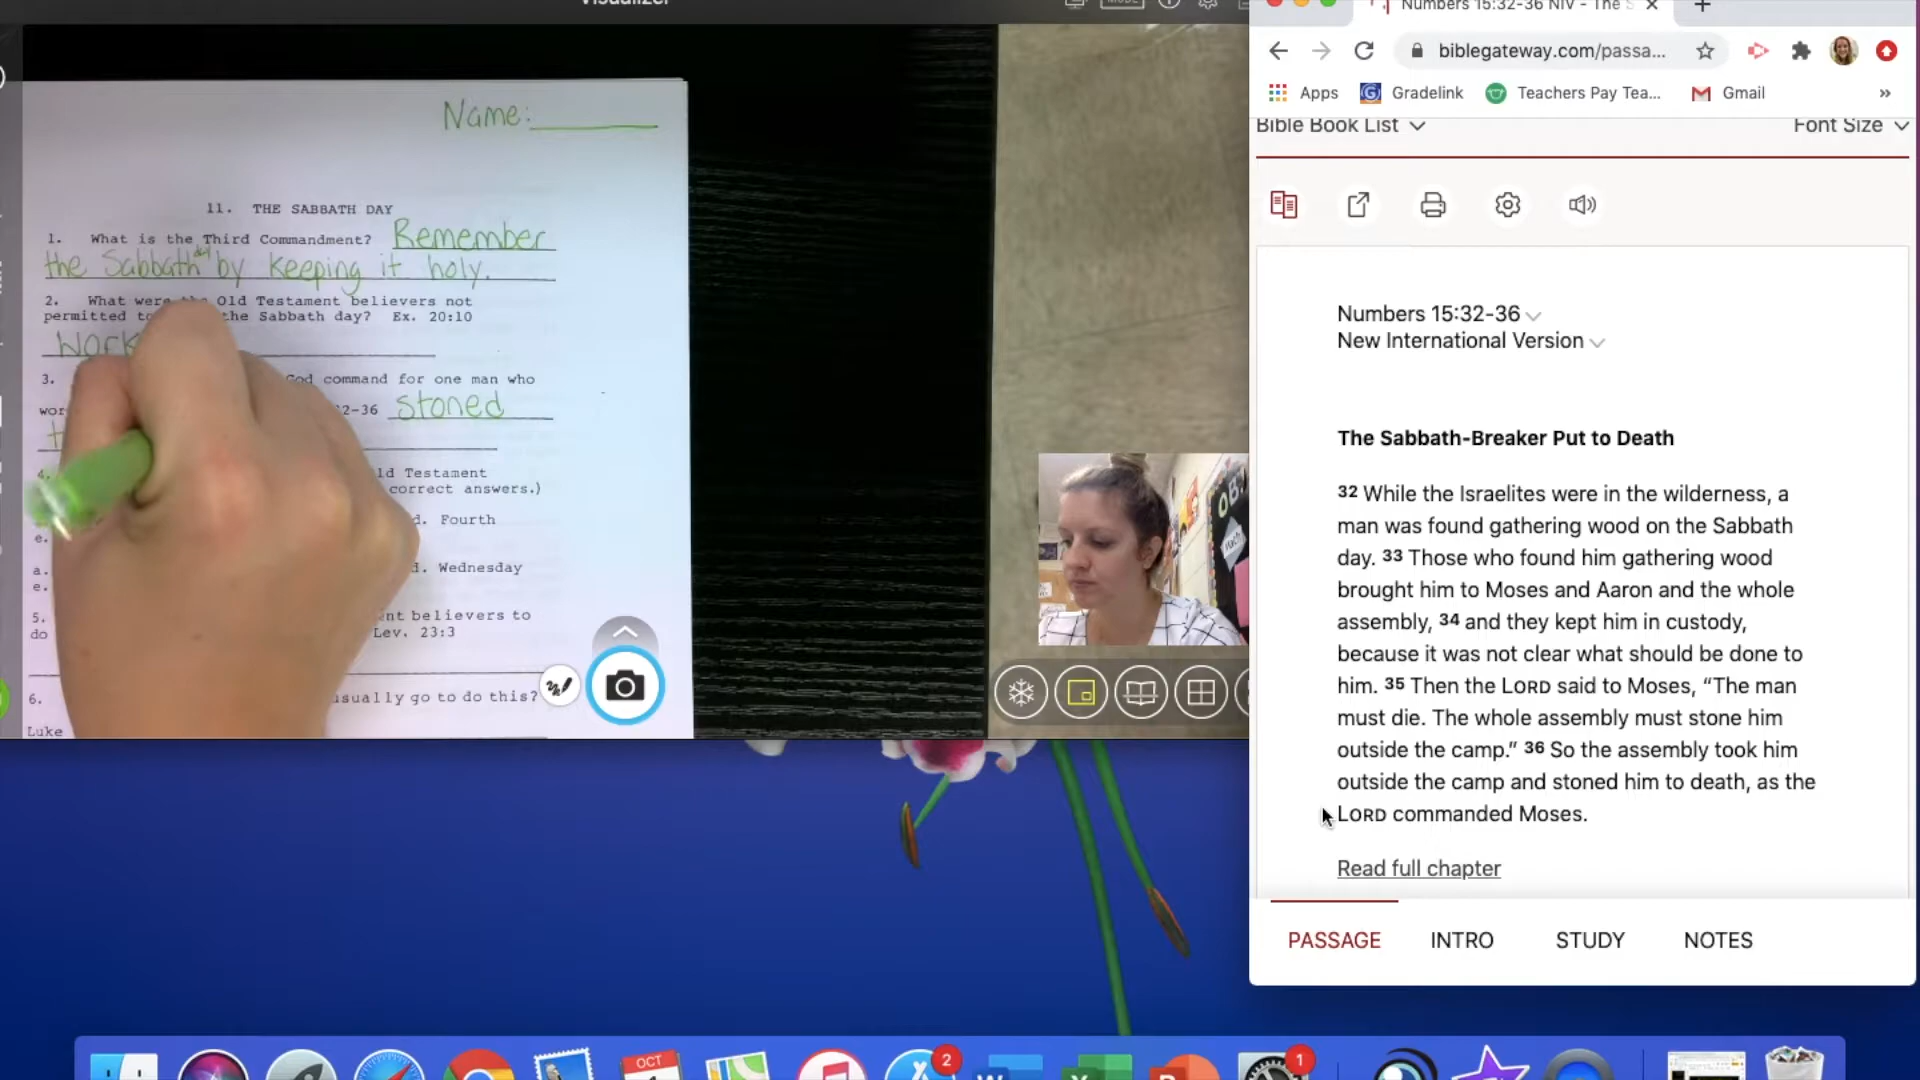 Visualizer
Name:
11. THE SABBATH DAY
1. What is the Third Commandment? Remember
the Sabbath day by keeping it holy.
2. What were the Old Testament believers not
permitted to the Sabbath day? Ex. 20:10
Work
3. God command for one man who
2-36 stoned
4. ld Testament
correct answers.)
d. Fourth
e.
a. d. Wednesday
e.
5. nt believers to
do Lev. 23:3
6. usually go to do this?
Luke
Numbers 15:32-36 NIV - The S
biblegateway.com/passa...
Apps Gradelink Teachers Pay Tea... Gmail »
Bible Book List Font Size
Numbers 15:32-36
New International Version
The Sabbath-Breaker Put to Death
32 While the Israelites were in the wilderness, a
man was found gathering wood on the Sabbath
day. 33 Those who found him gathering wood
brought him to Moses and Aaron and the whole
assembly, 34 and they kept him in custody,
because it was not clear what should be done to
him. 35 Then the LORD said to Moses, “The man
must die. The whole assembly must stone him
outside the camp.” 36 So the assembly took him
outside the camp and stoned him to death, as the
LORD commanded Moses.
Read full chapter
PASSAGE INTRO STUDY NOTES
OCT
2
1